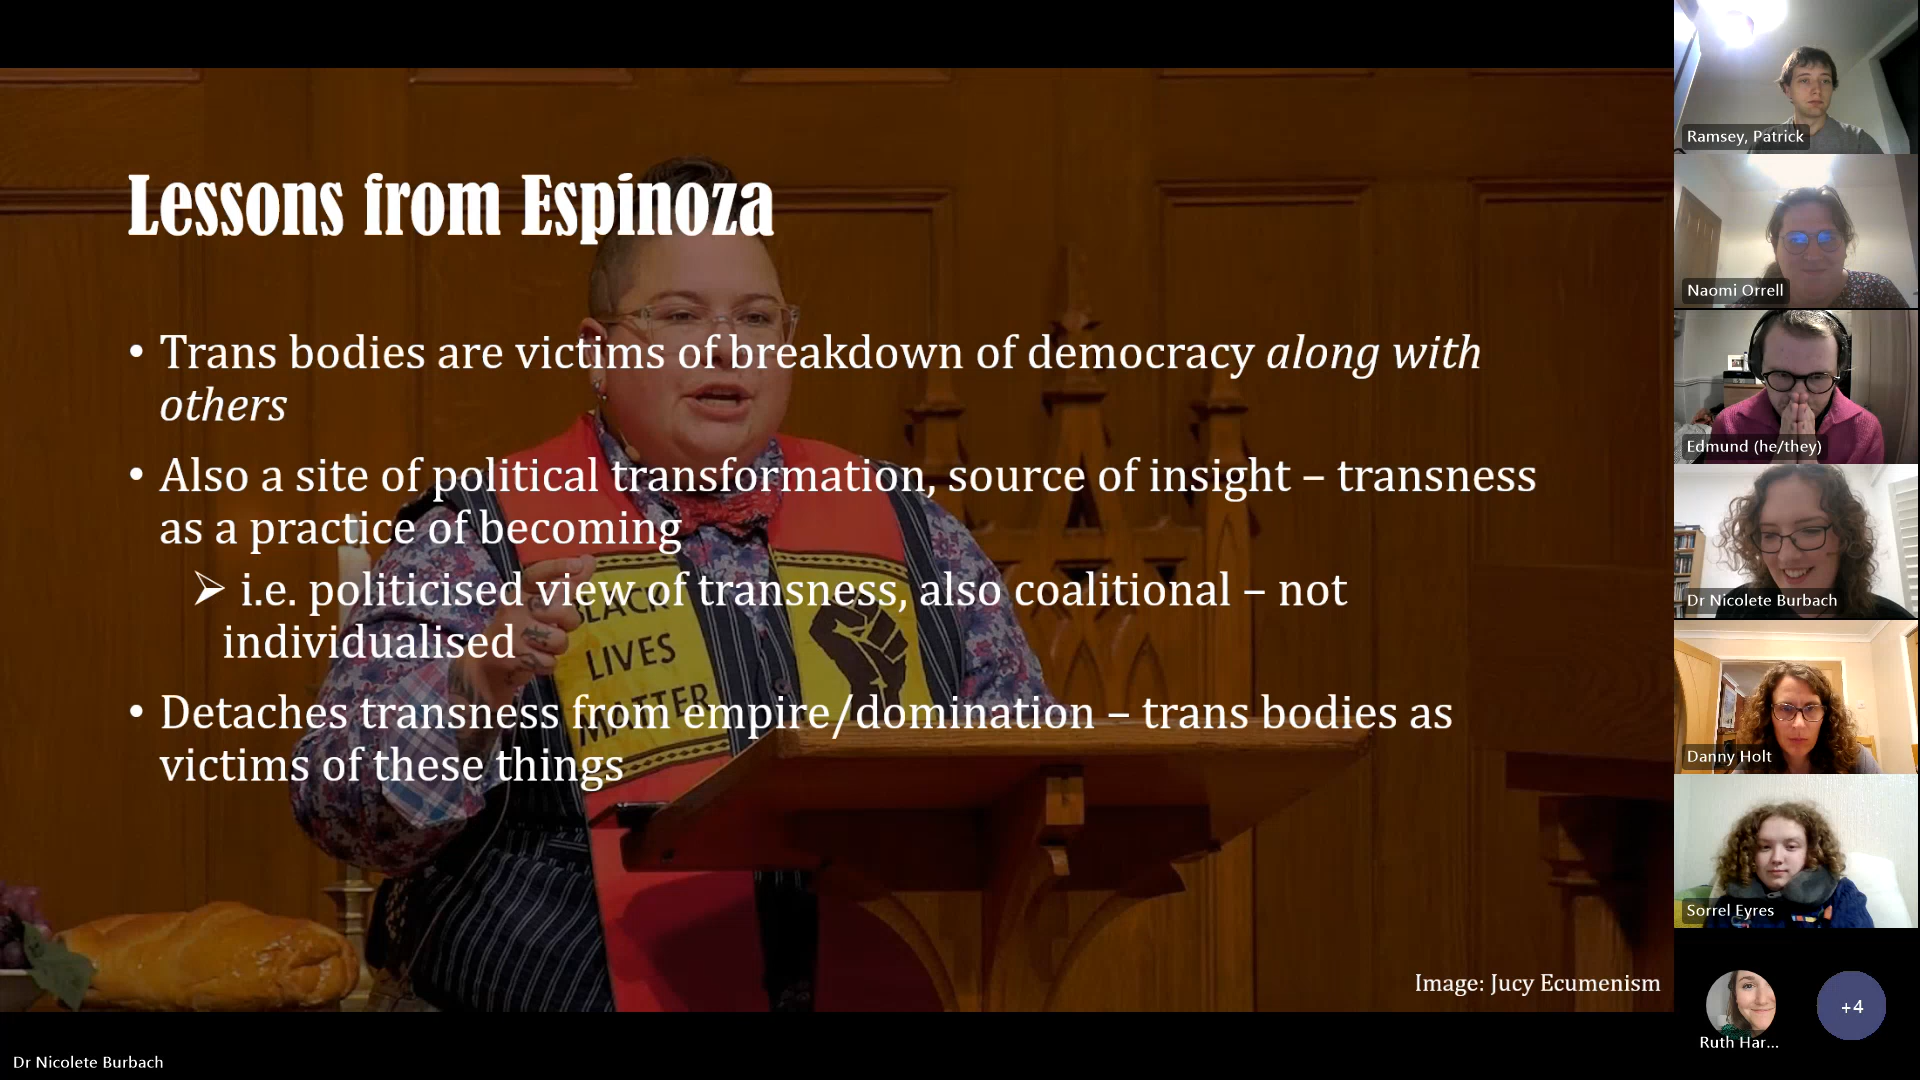 Lessons from Espinoza
• Trans bodies are victims of breakdown of democracy along with
others
• Also a site of political transformation, source of insight – transness
as a practice of becoming
➢ i.e. politicised view of transness, also coalitional – not
individualised
• Detaches transness from empire/domination – trans bodies as
victims of these things
BLACK
LIVES
MATTER
Image: Jucy Ecumenism
Dr Nicolete Burbach
Ramsey, Patrick
Naomi Orrell
Edmund (he/they)
Dr Nicolete Burbach
Danny Holt
Sorrel Eyres
Ruth Har...
+4